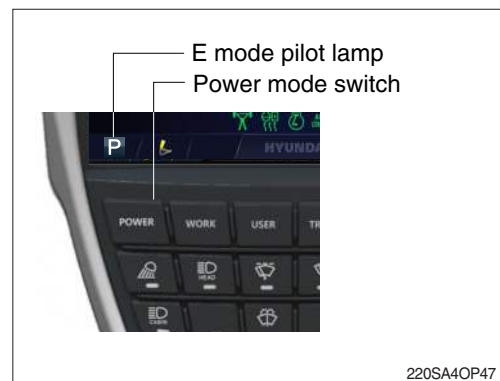 E mode pilot lamp
Power mode switch
P
HYUNDA
POWER WORK USER TR
HEAD
CABIN
220SA4OP47